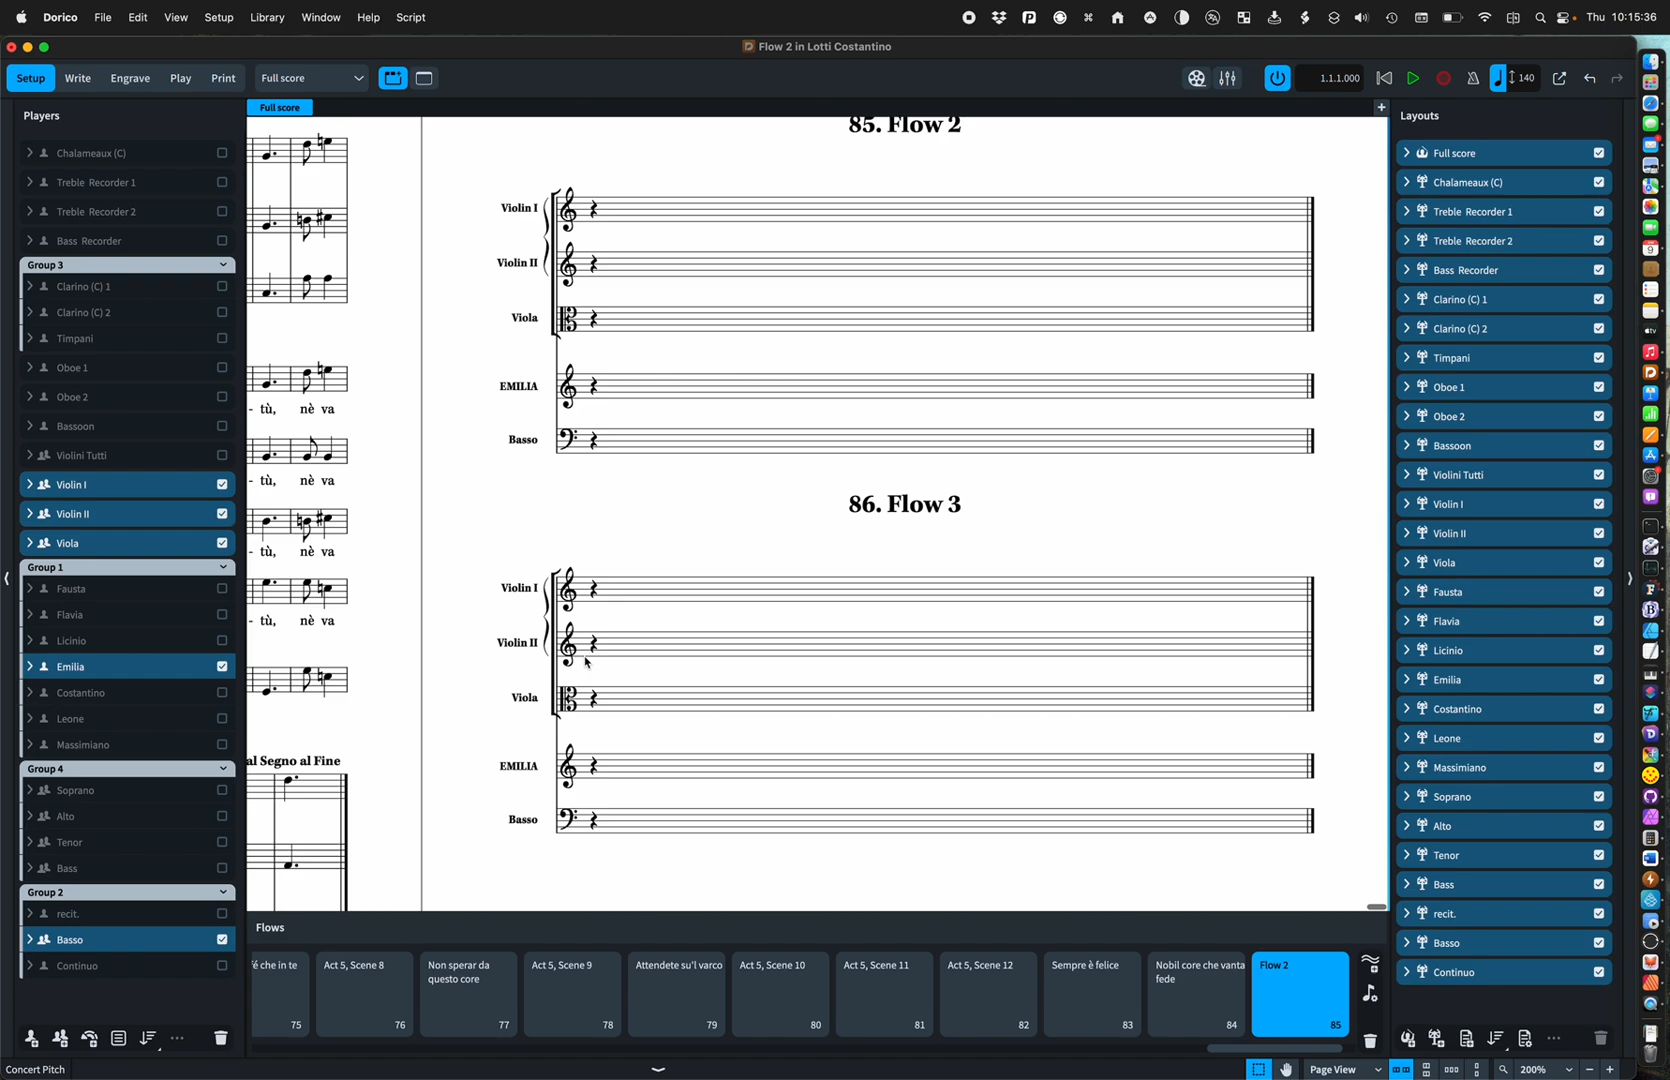 Dorico File Edit View Setup Library Window Help Script
Thu 10:15:36
Flow 2 in Lotti Costantino
Setup Write Engrave Play Print Full score
1.1.1.000
140
Players
Chalameaux (C)
Treble Recorder 1
Treble Recorder 2
Bass Recorder
Group 3
Clarino (C) 1
Clarino (C) 2
Timpani
Oboe 1
Oboe 2
Bassoon
Violini Tutti
Violin I
Violin II
Viola
Group 1
Fausta
Flavia
Licinio
Emilia
Costantino
Leone
Massimiano
Group 4
Soprano
Alto
Tenor
Bass
Group 2
recit.
Basso
Continuo
Full score
- tù, nè va
- tù, nè va
- tù, nè va
- tù, nè va
al Segno al Fine
85. Flow 2
Violin I
Violin II
Viola
EMILIA
Basso
86. Flow 3
Violin I
Violin II
Viola
EMILIA
Basso
Flows
'é che in te
75
Act 5, Scene 8
76
Non sperar da
questo core
77
Act 5, Scene 9
78
Attendete su'l varco
79
Act 5, Scene 10
80
Act 5, Scene 11
81
Act 5, Scene 12
82
Sempre è felice
83
Nobil core che vanta
fede
84
Flow 2
85
Layouts
Full score
Chalameaux (C)
Treble Recorder 1
Treble Recorder 2
Bass Recorder
Clarino (C) 1
Clarino (C) 2
Timpani
Oboe 1
Oboe 2
Bassoon
Violini Tutti
Violin I
Violin II
Viola
Fausta
Flavia
Licinio
Emilia
Costantino
Leone
Massimiano
Soprano
Alto
Tenor
Bass
recit.
Basso
Continuo
Concert Pitch
Page View
200%